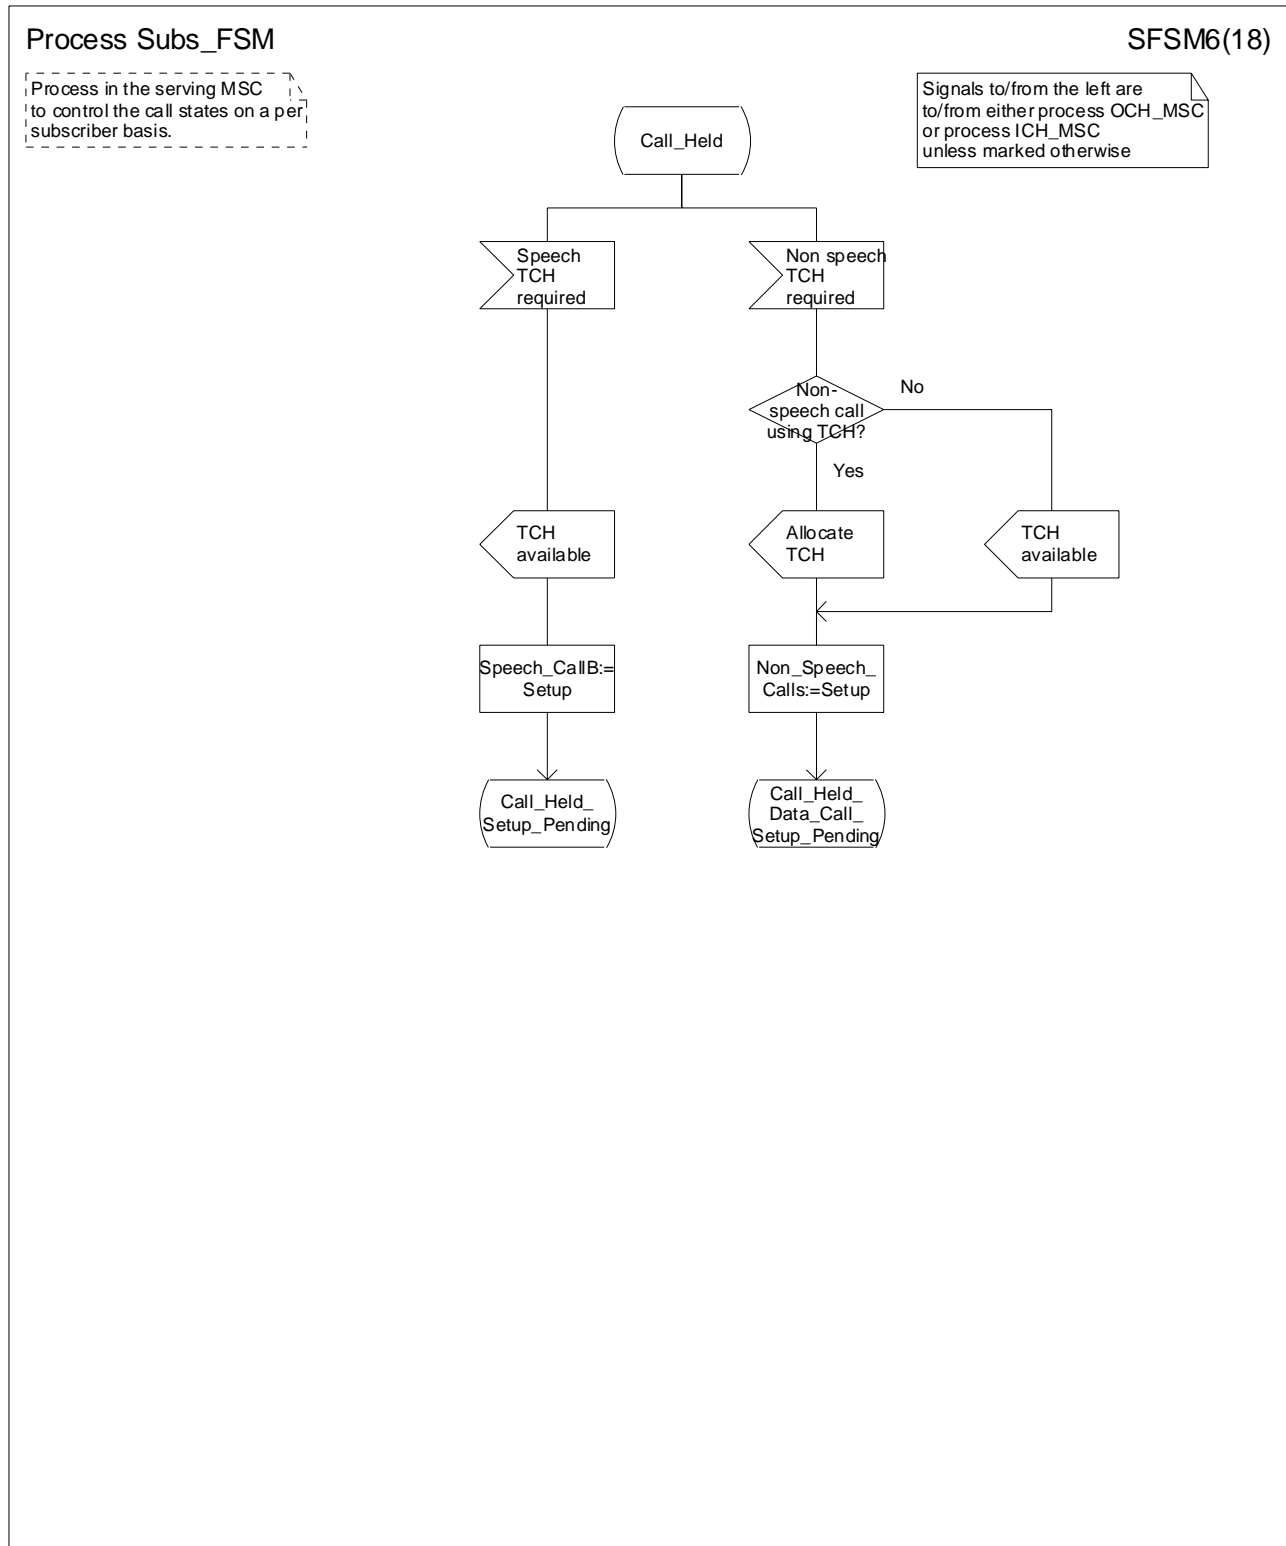 Process Subs_FSM
SFSM6(18)
Process in the serving MSC
to control the call states on a per
subscriber basis.
Signals to/from the left are
to/from either process OCH_MSC
or process ICH_MSC
unless marked otherwise
Call_Held
Speech
TCH
required
Non speech
TCH
required
Non-
speech call
using TCH?
No
Yes
TCH
available
Allocate
TCH
TCH
available
Speech_CallB:=
Setup
Non_Speech_
Calls:=Setup
Call_Held_
Setup_Pending
Call_Held_
Data_Call_
Setup_Pending